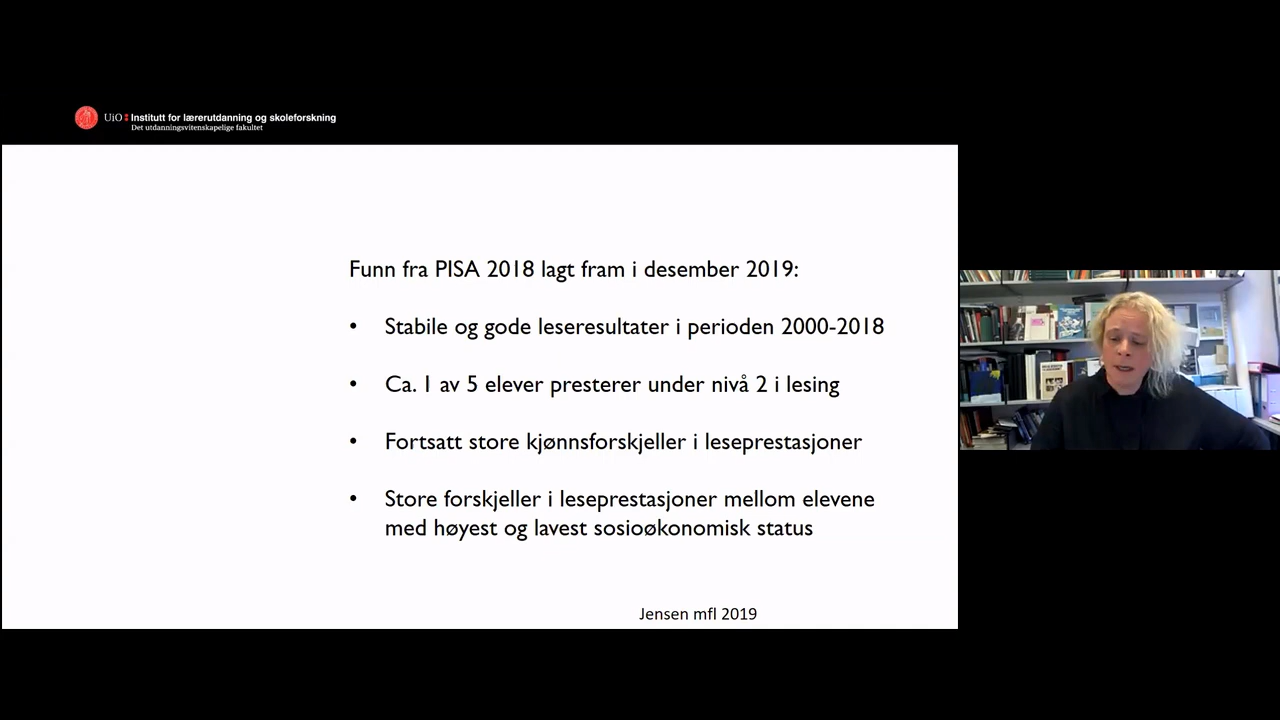 UiO Institutt for lærerutdanning og skoleforskning
Det utdanningsvitenskapelige fakultet
Funn fra PISA 2018 lagt fram i desember 2019:
• Stabile og gode leseresultater i perioden 2000-2018
• Ca. 1 av 5 elever presterer under nivå 2 i lesing
• Fortsatt store kjønnsforskjeller i leseprestasjoner
• Store forskjeller i leseprestasjoner mellom elevene
med høyest og lavest sosioøkonomisk status
Jensen mfl 2019